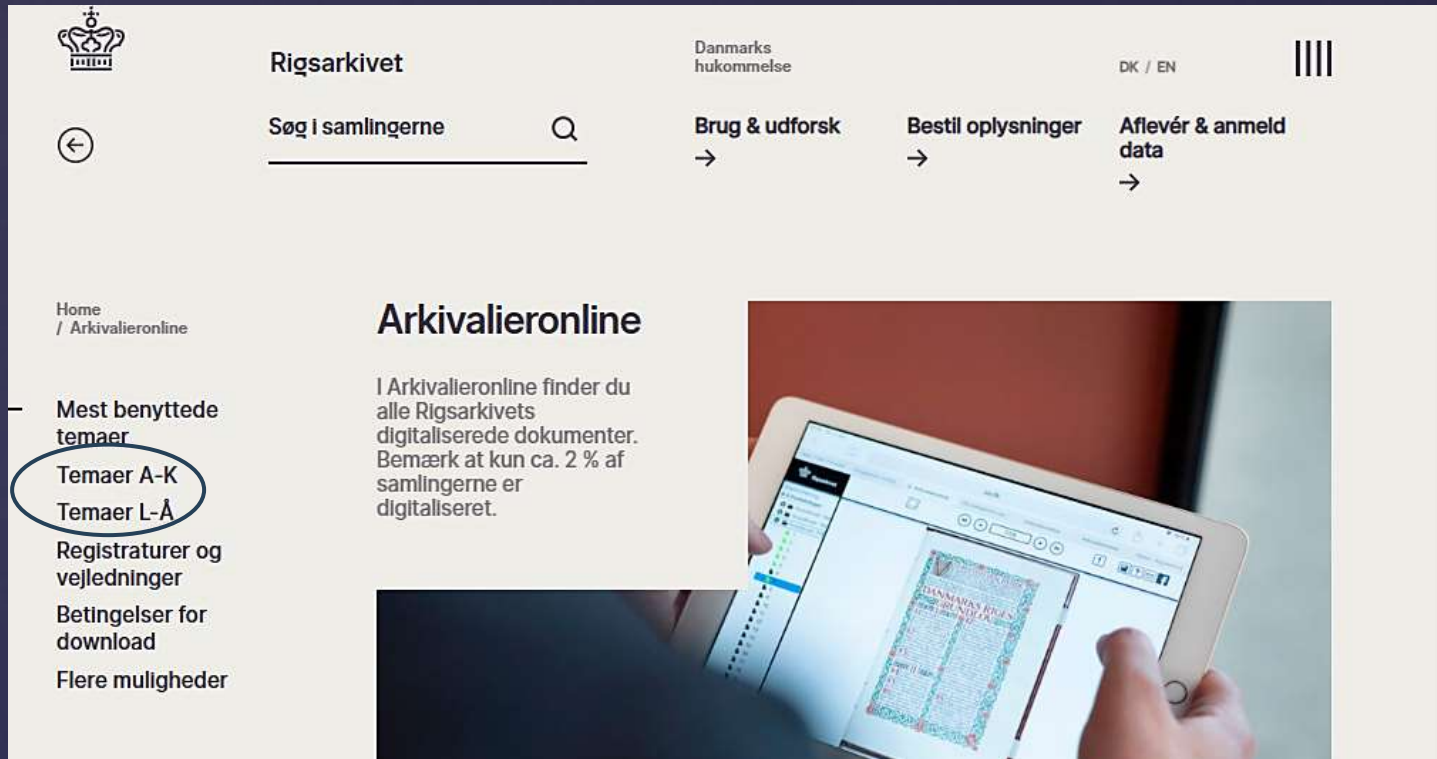 Rigsarkivet
Danmarks
hukommelse
DK / EN
Søg i samlingerne
Brug & udforsk
Bestil oplysninger
Aflevér & anmeld
data
Home
/ Arkivalieronline
Mest benyttede
temaer
Temaer A-K
Temaer L-Å
Registraturer og
vejledninger
Betingelser for
download
Flere muligheder
Arkivalieronline
I Arkivalieronline finder du
alle Rigsarkivets
digitaliserede dokumenter.
Bemærk at kun ca. 2 % af
samlingerne er
digitaliseret.
DANMARKS RIGES
GRUNDLOV